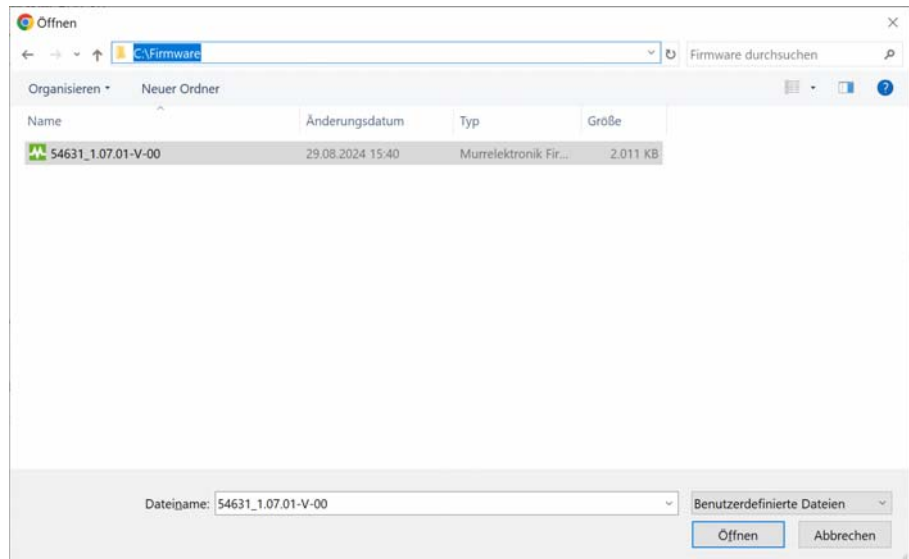 Öffnen
C:\Firmware
Firmware durchsuchen
Organisieren
Neuer Ordner
Name Änderungsdatum Typ Größe
54631_1.07.01-V-00 29.08.2024 15:40 Murrelektronik Fir... 2.011 KB
Dateiname: 54631_1.07.01-V-00 Benutzerdefinierte Dateien
Öffnen Abbrechen